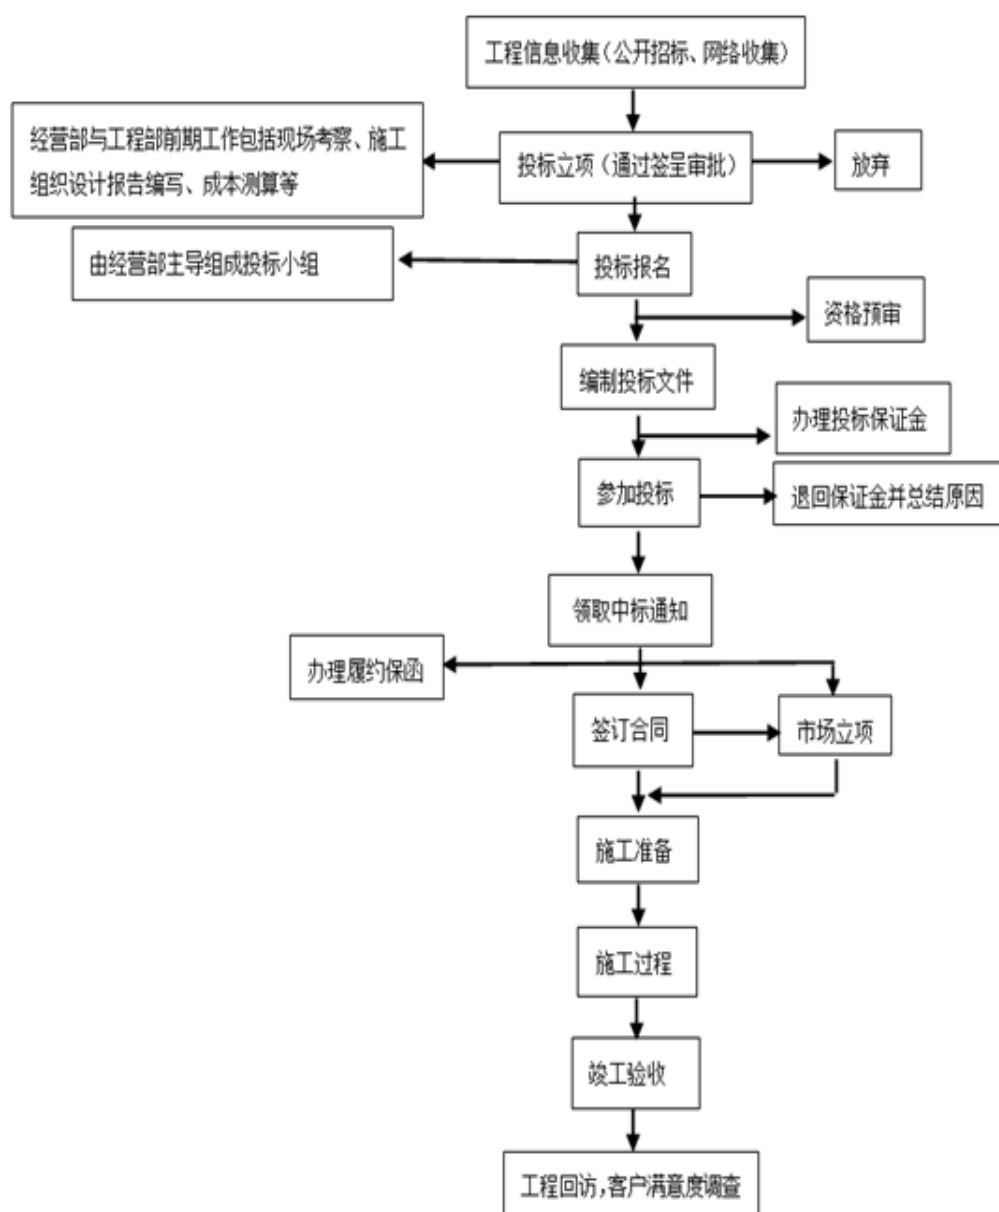 工程信息收集（公开招标、网络收集）
经营部与工程部前期工作包括现场考察、施工
组织设计报告编写、成本测算等
投标立项（通过签呈审批）
放弃
由经营部主导组成投标小组
投标报名
资格预审
编制投标文件
办理投标保证金
参加投标
退回保证金并总结原因
领取中标通知
办理履约保函
签订合同
市场立项
施工准备
施工过程
竣工验收
工程回访，客户满意度调查